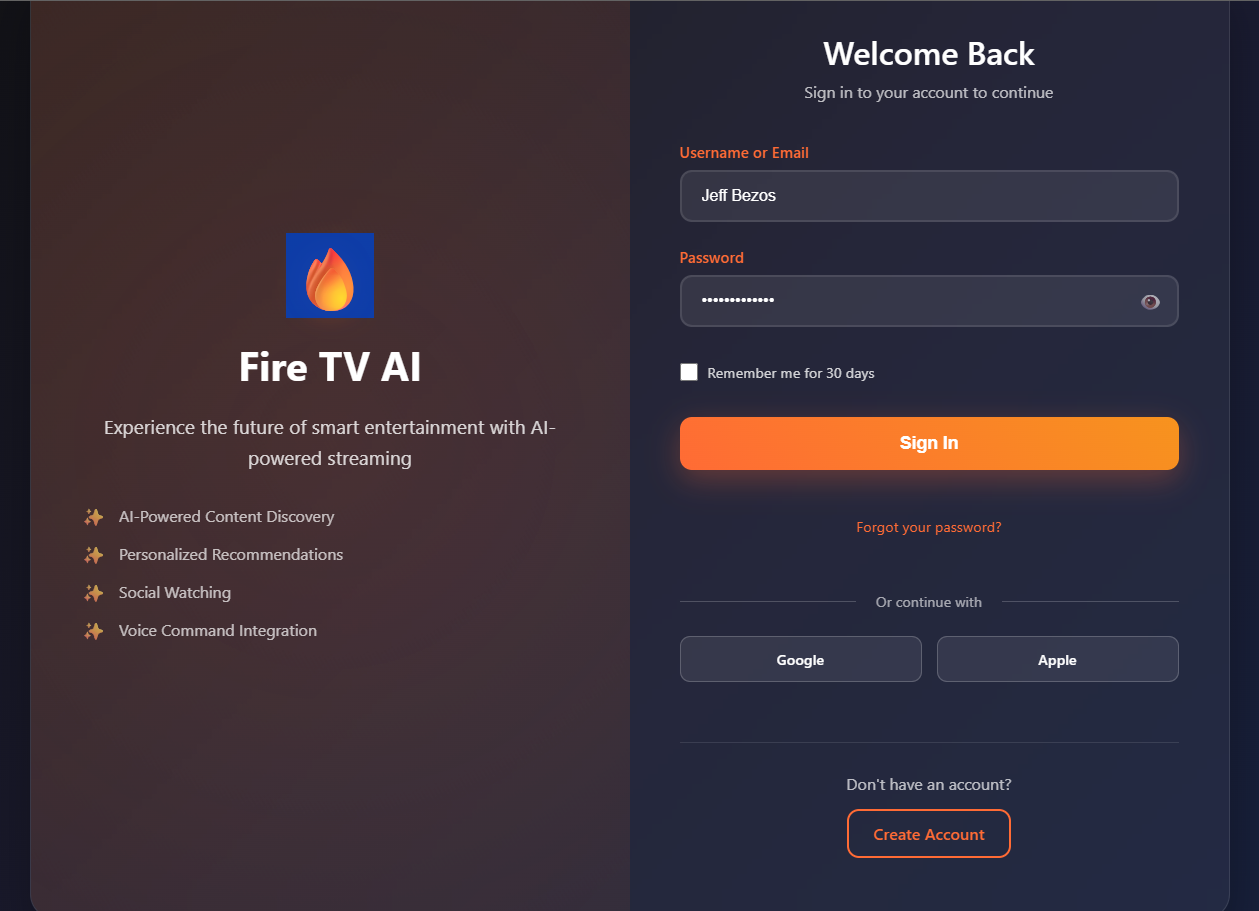 Fire TV AI
Experience the future of smart entertainment with AI-
powered streaming
AI-Powered Content Discovery
Personalized Recommendations
Social Watching
Voice Command Integration
Welcome Back
Sign in to your account to continue
Username or Email
Jeff Bezos
Password
•••••••••••••
Remember me for 30 days
Sign In
Forgot your password?
Or continue with
Google
Apple
Don't have an account?
Create Account